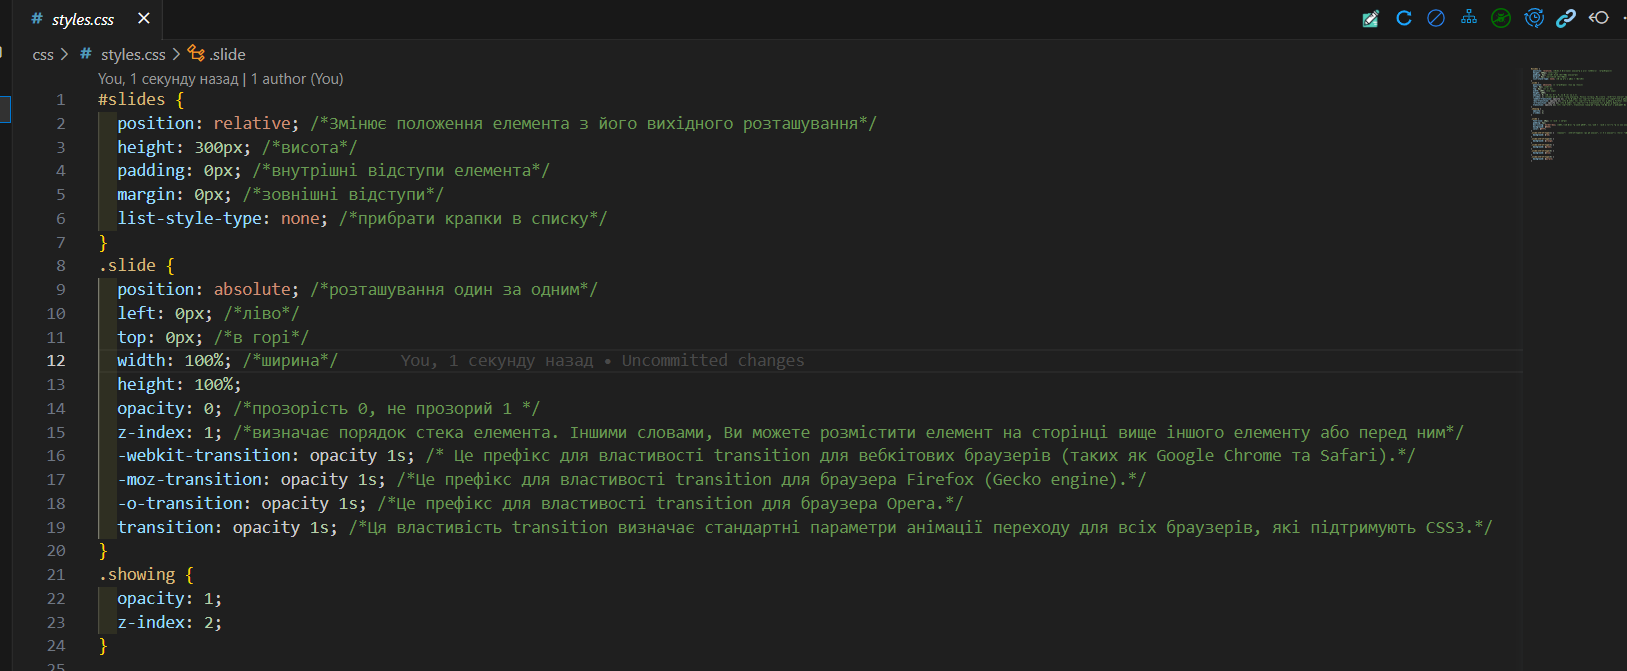 # styles.css ×
css > # styles.css > .slide
You, 1 секунду назад | 1 author (You)
1 #slides {
2 position: relative; /*Змінює положення елемента з його вихідного розташування*/
3 height: 300px; /*висота*/
4 padding: 0px; /*внутрішні відступи елемента*/
5 margin: 0px; /*зовнішні відступи*/
6 list-style-type: none; /*прибрати крапки в списку*/
7 }
8 .slide {
9 position: absolute; /*розташування один за одним*/
10 left: 0px; /*ліво*/
11 top: 0px; /*в горі*/
12 width: 100%; /*ширина*/ You, 1 секунду назад • Uncommitted changes
13 height: 100%;
14 opacity: 0; /*прозорість 0, не прозорий 1 */
15 z-index: 1; /*визначає порядок стека елемента. Іншими словами, Ви можете розмістити елемент на сторінці вище іншого елементу або перед ним*/
16 -webkit-transition: opacity 1s; /* Це префікс для властивості transition для вебкітових браузерів (таких як Google Chrome та Safari).*/
17 -moz-transition: opacity 1s; /*Це префікс для властивості transition для браузера Firefox (Gecko engine).*/
18 -o-transition: opacity 1s; /*Це префікс для властивості transition для браузера Opera.*/
19 transition: opacity 1s; /*Ця властивість transition визначає стандартні параметри анімації переходу для всіх браузерів, які підтримують CSS3.*/
20 }
21 .showing {
22 opacity: 1;
23 z-index: 2;
24 }
25